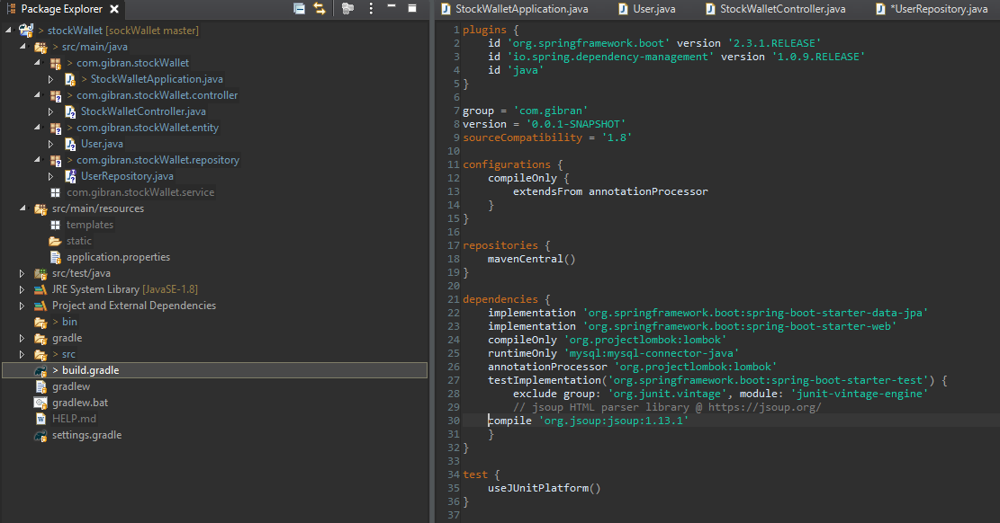 Package Explorer
> stockWallet [sockWallet master]
> src/main/java
> com.gibran.stockWallet
> StockWalletApplication.java
> com.gibran.stockWallet.controller
StockWalletController.java
> com.gibran.stockWallet.entity
User.java
> com.gibran.stockWallet.repository
UserRepository.java
com.gibran.stockWallet.service
src/main/resources
templates
static
application.properties
src/test/java
JRE System Library [JavaSE-1.8]
Project and External Dependencies
> bin
gradle
> src
> build.gradle
gradlew
gradlew.bat
HELP.md
settings.gradle
StockWalletApplication.java User.java StockWalletController.java *UserRepository.java
1 plugins {
2 id 'org.springframework.boot' version '2.3.1.RELEASE'
3 id 'io.spring.dependency-management' version '1.0.9.RELEASE'
4 id 'java'
5 }
6
7 group = 'com.gibran'
8 version = '0.0.1-SNAPSHOT'
9 sourceCompatibility = '1.8'
10
11 configurations {
12 compileOnly {
13 extendsFrom annotationProcessor
14 }
15 }
16
17 repositories {
18 mavenCentral()
19 }
20
21 dependencies {
22 implementation 'org.springframework.boot:spring-boot-starter-data-jpa'
23 implementation 'org.springframework.boot:spring-boot-starter-web'
24 compileOnly 'org.projectlombok:lombok'
25 runtimeOnly 'mysql:mysql-connector-java'
26 annotationProcessor 'org.projectlombok:lombok'
27 testImplementation('org.springframework.boot:spring-boot-starter-test') {
28 exclude group: 'org.junit.vintage', module: 'junit-vintage-engine'
29 // jsoup HTML parser library @ https://jsoup.org/
30 compile 'org.jsoup:jsoup:1.13.1'
31 }
32 }
33
34 test {
35 useJUnitPlatform()
36 }
37